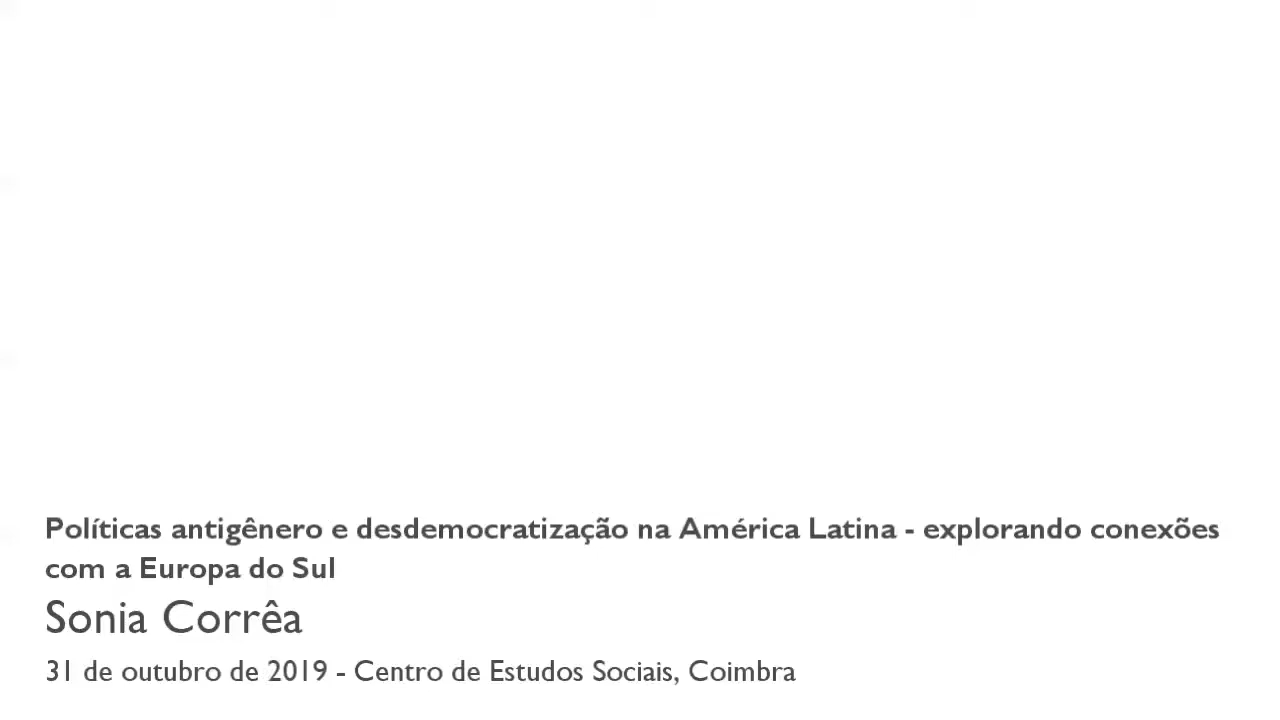 Políticas antigênero e desdemocratização na América Latina - explorando conexões
com a Europa do Sul
Sonia Corrêa
31 de outubro de 2019 - Centro de Estudos Sociais, Coimbra